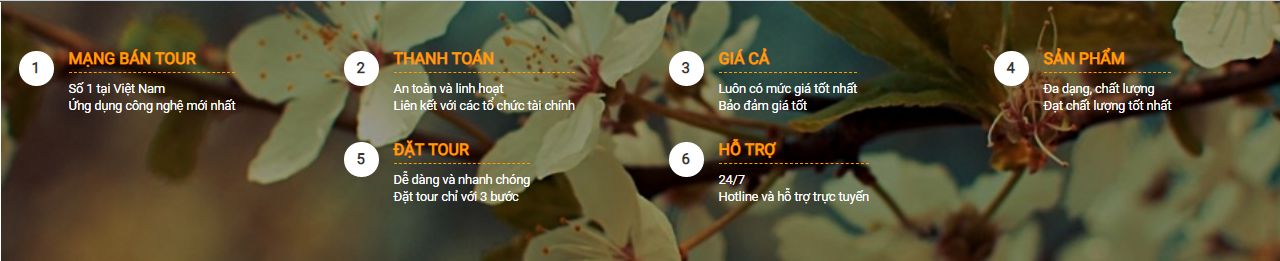 1
MẠNG BÁN TOUR
Số 1 tại Việt Nam
Ứng dụng công nghệ mới nhất
2
THANH TOÁN
An toàn và linh hoạt
Liên kết với các tổ chức tài chính
3
GIÁ CẢ
Luôn có mức giá tốt nhất
Bảo đảm giá tốt
4
SẢN PHẨM
Đa dạng, chất lượng
Đạt chất lượng tốt nhất
5
ĐẶT TOUR
Dễ dàng và nhanh chóng
Đặt tour chỉ với 3 bước
6
HỖ TRỢ
24/7
Hotline và hỗ trợ trực tuyến